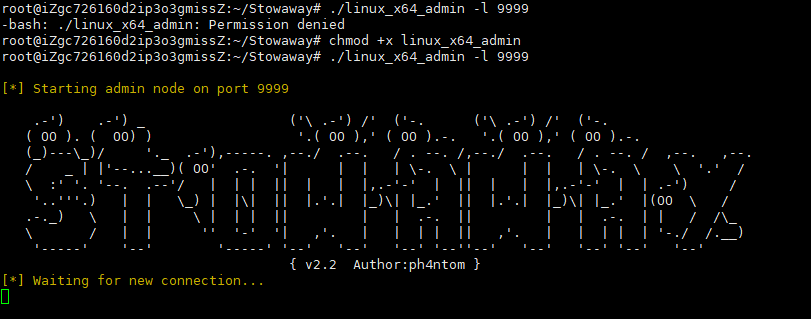 root@iZgc726160d2ip3o3gmissZ:~/Stowaway# ./linux_x64_admin -l 9999
-bash: ./linux_x64_admin: Permission denied
root@iZgc726160d2ip3o3gmissZ:~/Stowaway# chmod +x linux_x64_admin
root@iZgc726160d2ip3o3gmissZ:~/Stowaway# ./linux_x64_admin -l 9999
[*] Starting admin node on port 9999
{ v2.2  Author:ph4ntom }
[*] Waiting for new connection...